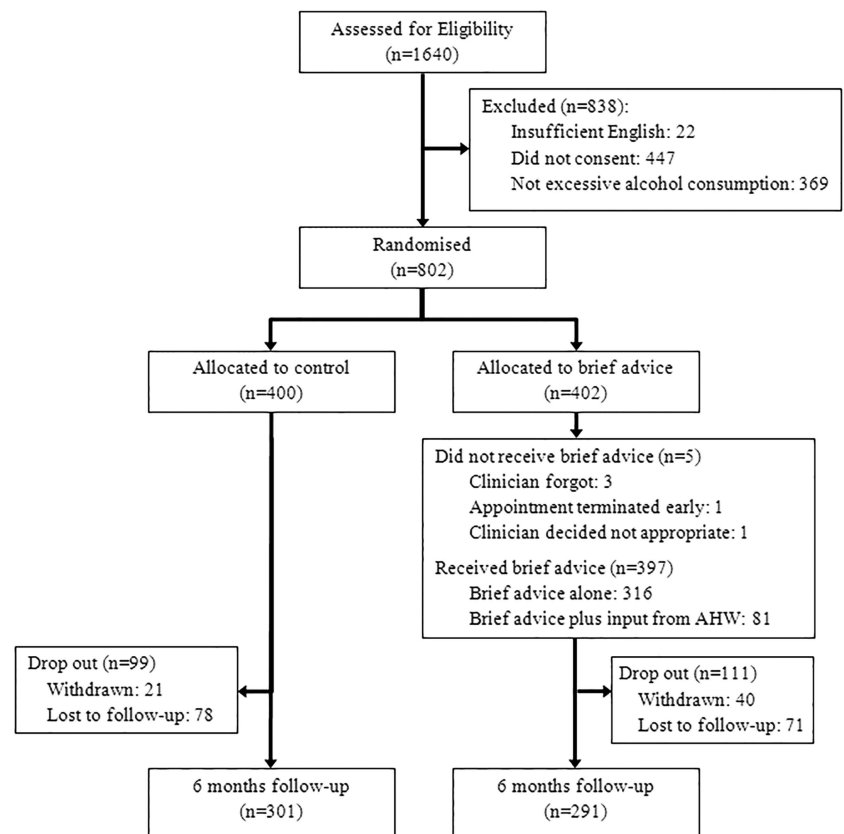 Assessed for Eligibility
(n=1640)
Excluded (n=838):
Insufficient English: 22
Did not consent: 447
Not excessive alcohol consumption: 369
Randomised
(n=802)
Allocated to control
(n=400)
Allocated to brief advice
(n=402)
Did not receive brief advice (n=5)
Clinician forgot: 3
Appointment terminated early: 1
Clinician decided not appropriate: 1
Received brief advice (n=397)
Brief advice alone: 316
Brief advice plus input from AHW: 81
Drop out (n=99)
Withdrawn: 21
Lost to follow-up: 78
Drop out (n=111)
Withdrawn: 40
Lost to follow-up: 71
6 months follow-up
(n=301)
6 months follow-up
(n=291)